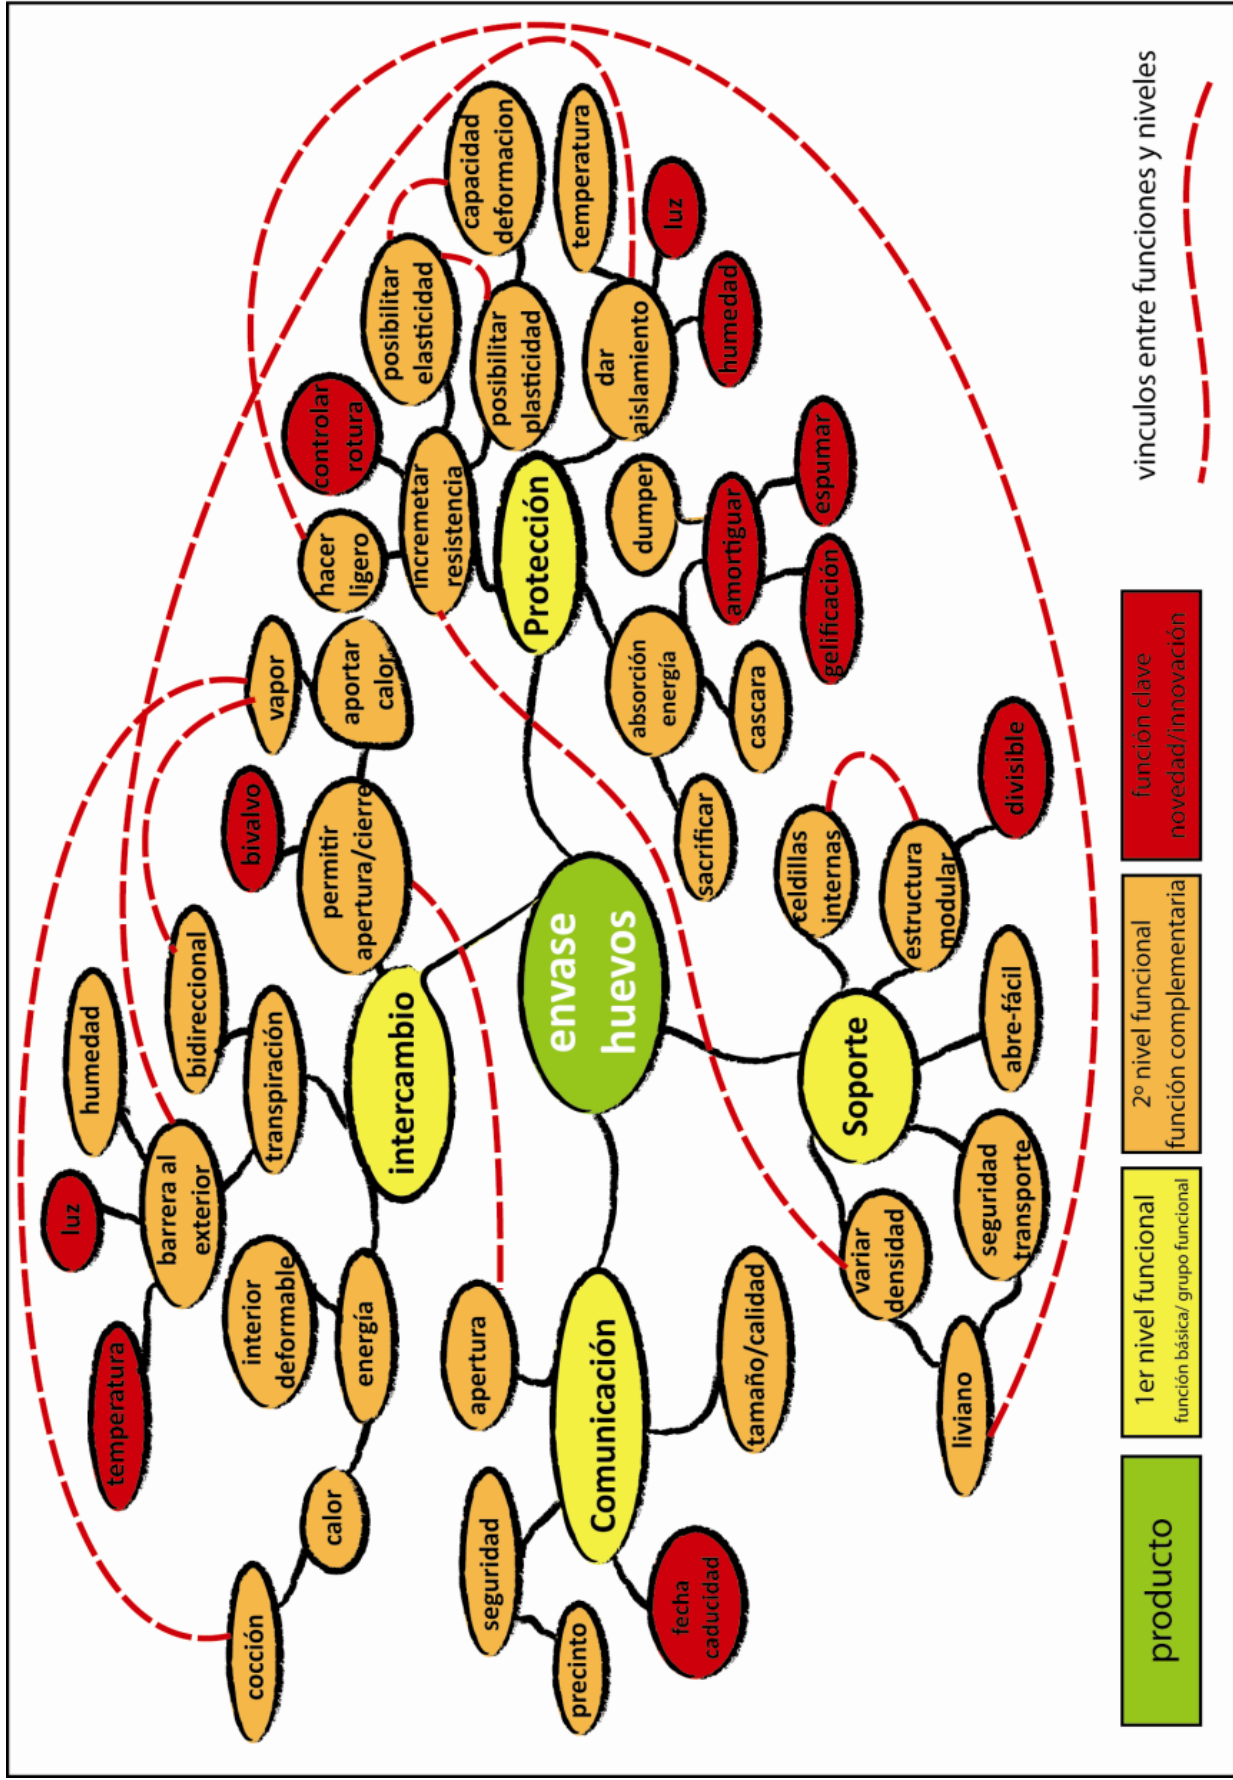 cocción
calor
temperatura
luz
humedad
barrera al
exterior
bidireccional
transpiración
interior
deformable
energía
intercambio
bivalvo
permitir
apertura/cierre
vapor
aportar
calor
hacer
ligero
controlar
rotura
incremetar
resistencia
posibilitar
elasticidad
posibilitar
plasticidad
capacidad
deformacion
Protección
dar
aislamiento
temperatura
luz
humedad
absorción
energía
dumper
amortiguar
espumar
gelificación
cascara
sacrificar
envase
huevos
apertura
seguridad
precinto
Comunicación
fecha
caducidad
tamaño/calidad
Soporte
celdillas
internas
estructura
modular
divisible
abre-fácil
seguridad
transporte
variar
densidad
liviano
producto
1er nivel funcional
función básica/ grupo funcional
2º nivel funcional
función complementaria
función clave
novedad/innovación
vinculos entre funciones y niveles